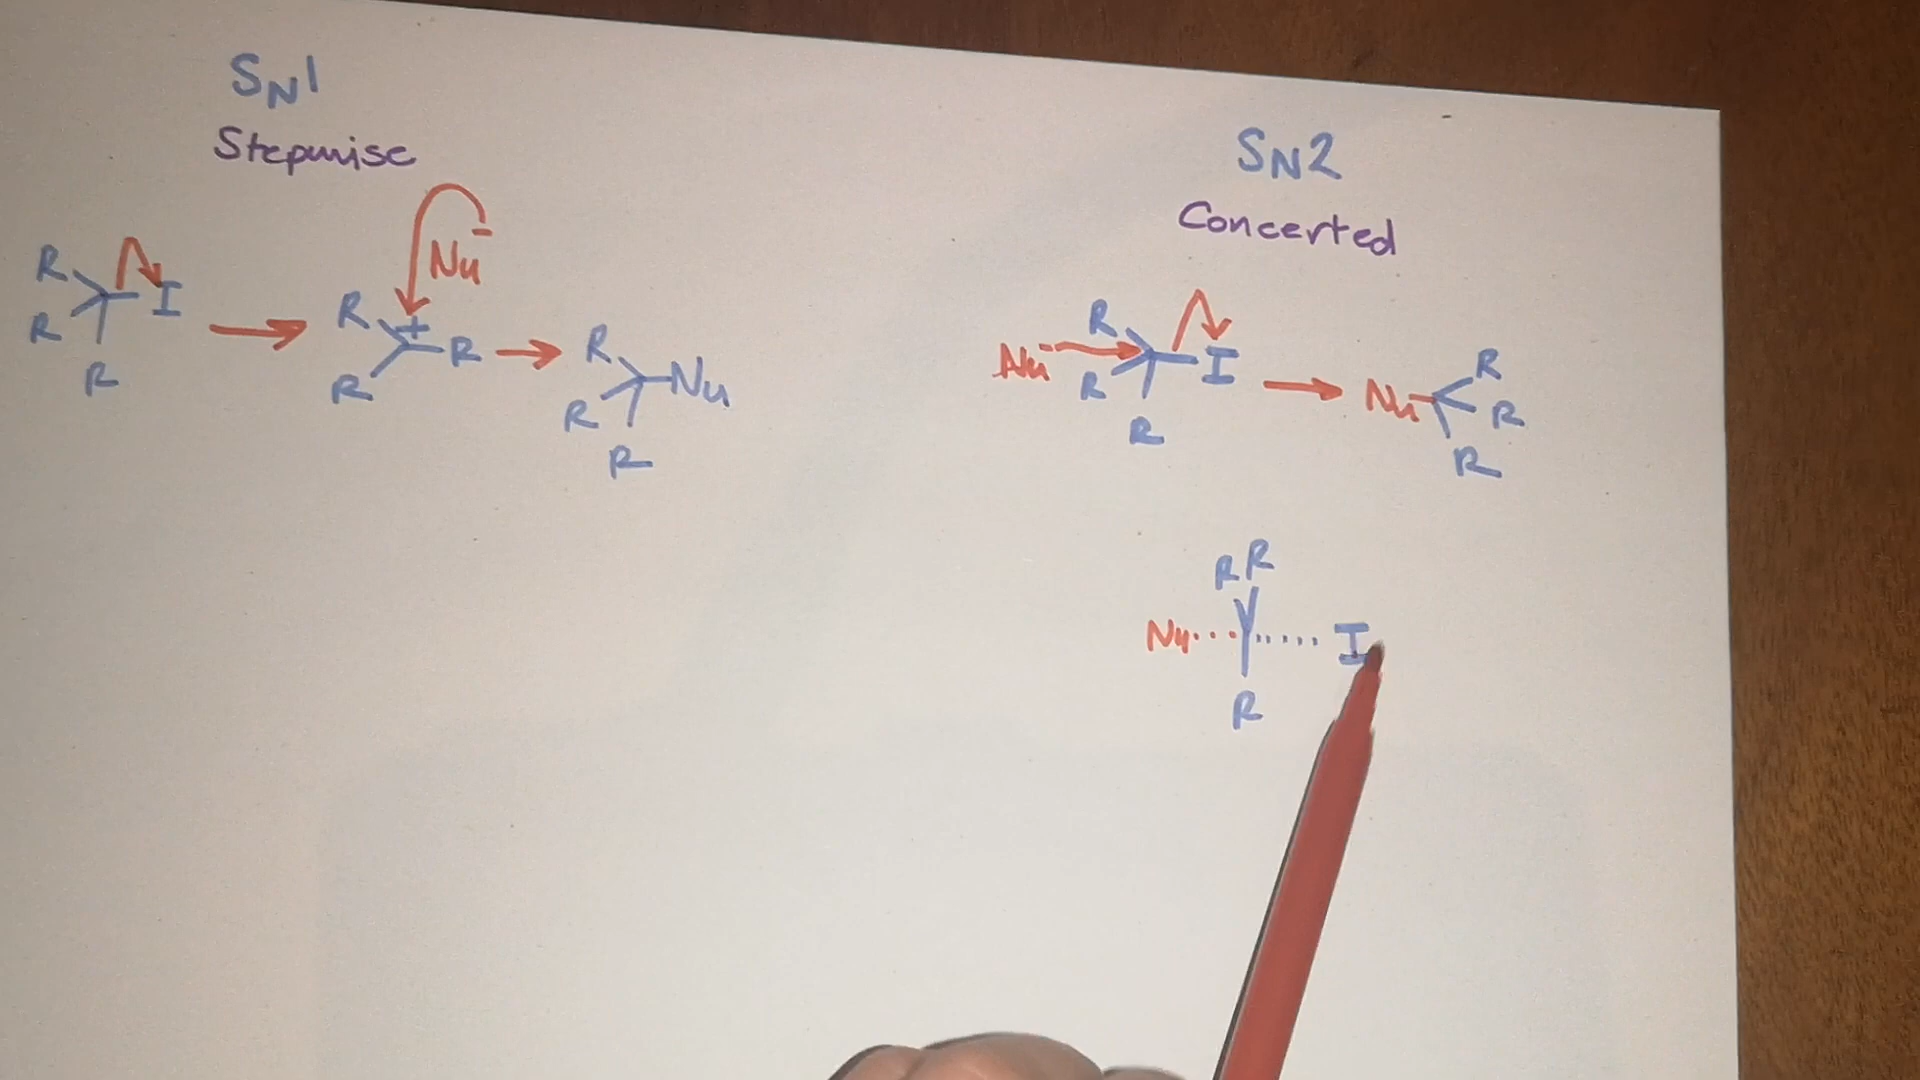 SN1
Stepwise
R I
R
R
Nu-
R +
R
R
R Nu
R
R
SN2
Concerted
Nu- R I
R
R
Nu R
R
R
R R
Nu I
R